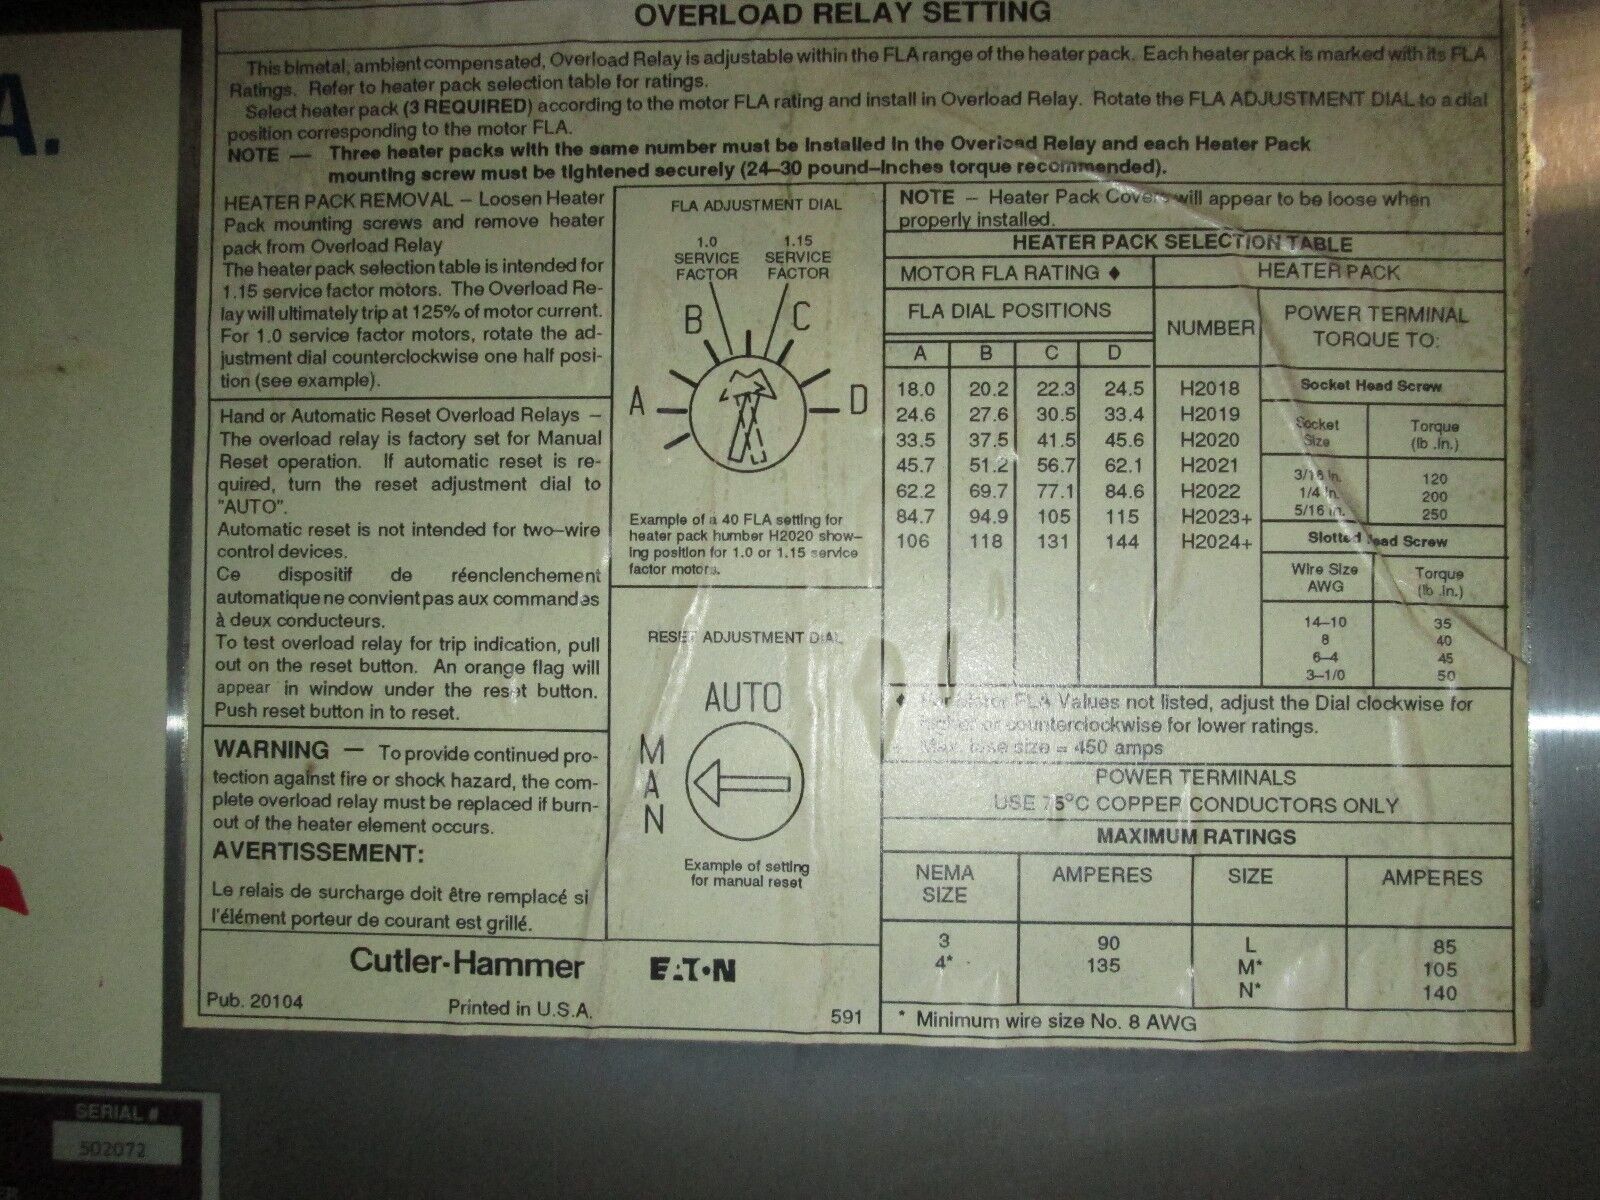 A.
OVERLOAD RELAY SETTING
This bimetal, ambient compensated, Overload Relay is adjustable within the FLA range of the heater pack. Each heater pack is marked with its FLA
Ratings. Refer to heater pack selection table for ratings.
Select heater pack (3 REQUIRED) according to the motor FLA rating and install in Overload Relay. Rotate the FLA ADJUSTMENT DIAL to a dial
position corresponding to the motor FLA.
NOTE — Three heater packs with the same number must be installed in the Overload Relay and each Heater Pack
mounting screw must be tightened securely (24–30 pound–inches torque recommended).
HEATER PACK REMOVAL – Loosen Heater
Pack mounting screws and remove heater
pack from Overload Relay
The heater pack selection table is intended for
1.15 service factor motors. The Overload Re-
lay will ultimately trip at 125% of motor current.
For 1.0 service factor motors, rotate the ad-
justment dial counterclockwise one half posi-
tion (see example).
Hand or Automatic Reset Overload Relays –
The overload relay is factory set for Manual
Reset operation. If automatic reset is re-
quired, turn the reset adjustment dial to
"AUTO".
Automatic reset is not intended for two–wire
control devices.
Ce dispositif de réenclenchement
automatique ne convient pas aux commandes
à deux conducteurs.
To test overload relay for trip indication, pull
out on the reset button. An orange flag will
appear in window under the reset button.
Push reset button in to reset.
WARNING — To provide continued pro-
tection against fire or shock hazard, the com-
plete overload relay must be replaced if burn-
out of the heater element occurs.
AVERTISSEMENT:
Le relais de surcharge doit être remplacé si
l'élément porteur de courant est grillé.
FLA ADJUSTMENT DIAL
1.0 1.15
SERVICE SERVICE
FACTOR FACTOR
B C
A D
Example of a 40 FLA setting for
heater pack number H2020 show–
ing position for 1.0 or 1.15 service
factor motors.
RESET ADJUSTMENT DIAL
AUTO
M
A
N
Example of setting
for manual reset
NOTE – Heater Pack Covers will appear to be loose when
properly installed.
HEATER PACK SELECTION TABLE
MOTOR FLA RATING ♦ HEATER PACK
FLA DIAL POSITIONS NUMBER POWER TERMINAL
TORQUE TO:
A B C D
18.0 20.2 22.3 24.5 H2018
24.6 27.6 30.5 33.4 H2019
33.5 37.5 41.5 45.6 H2020
45.7 51.2 56.7 62.1 H2021
62.2 69.7 77.1 84.6 H2022
84.7 94.9 105 115 H2023+
106 118 131 144 H2024+
Socket Head Screw
Socket Torque
Size (lb .in.)
3/16 in. 120
1/4 in. 200
5/16 in. 250
Slotted Head Screw
Wire Size Torque
AWG (lb .in.)
14–10 35
8 40
6–4 45
3–1/0 50
♦ FLA Values not listed, adjust the Dial clockwise for
or counterclockwise for lower ratings.
Max. fuse size = 450 amps
POWER TERMINALS
USE 75°C COPPER CONDUCTORS ONLY
MAXIMUM RATINGS
NEMA AMPERES SIZE AMPERES
SIZE
3 90 L 85
4* 135 M* 105
N* 140
* Minimum wire size No. 8 AWG
Cutler-Hammer EATON
Pub. 20104 Printed in U.S.A. 591
SERIAL #
502072